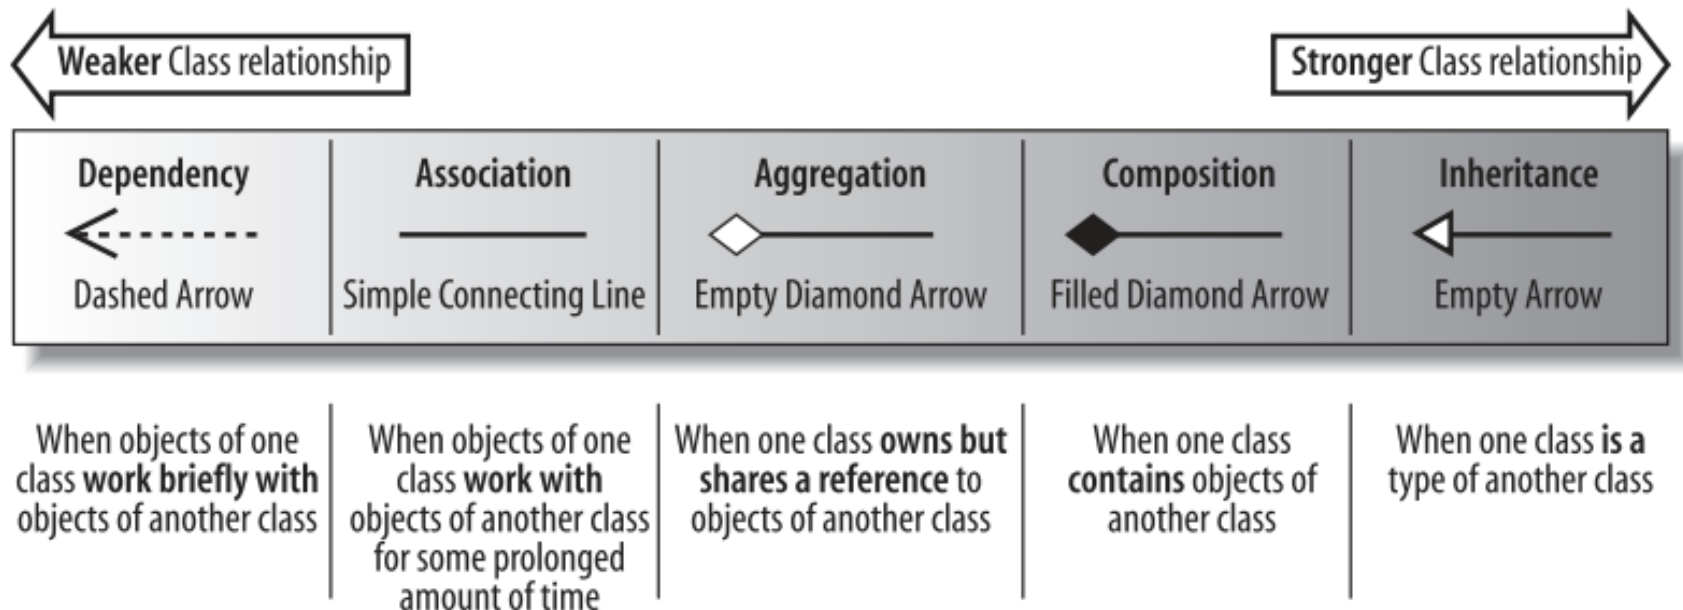 Weaker Class relationship
Stronger Class relationship
Dependency
Dashed Arrow
Association
Simple Connecting Line
Aggregation
Empty Diamond Arrow
Composition
Filled Diamond Arrow
Inheritance
Empty Arrow
When objects of one
class work briefly with
objects of another class
When objects of one
class work with
objects of another class
for some prolonged
amount of time
When one class owns but
shares a reference to
objects of another class
When one class
contains objects of
another class
When one class is a
type of another class